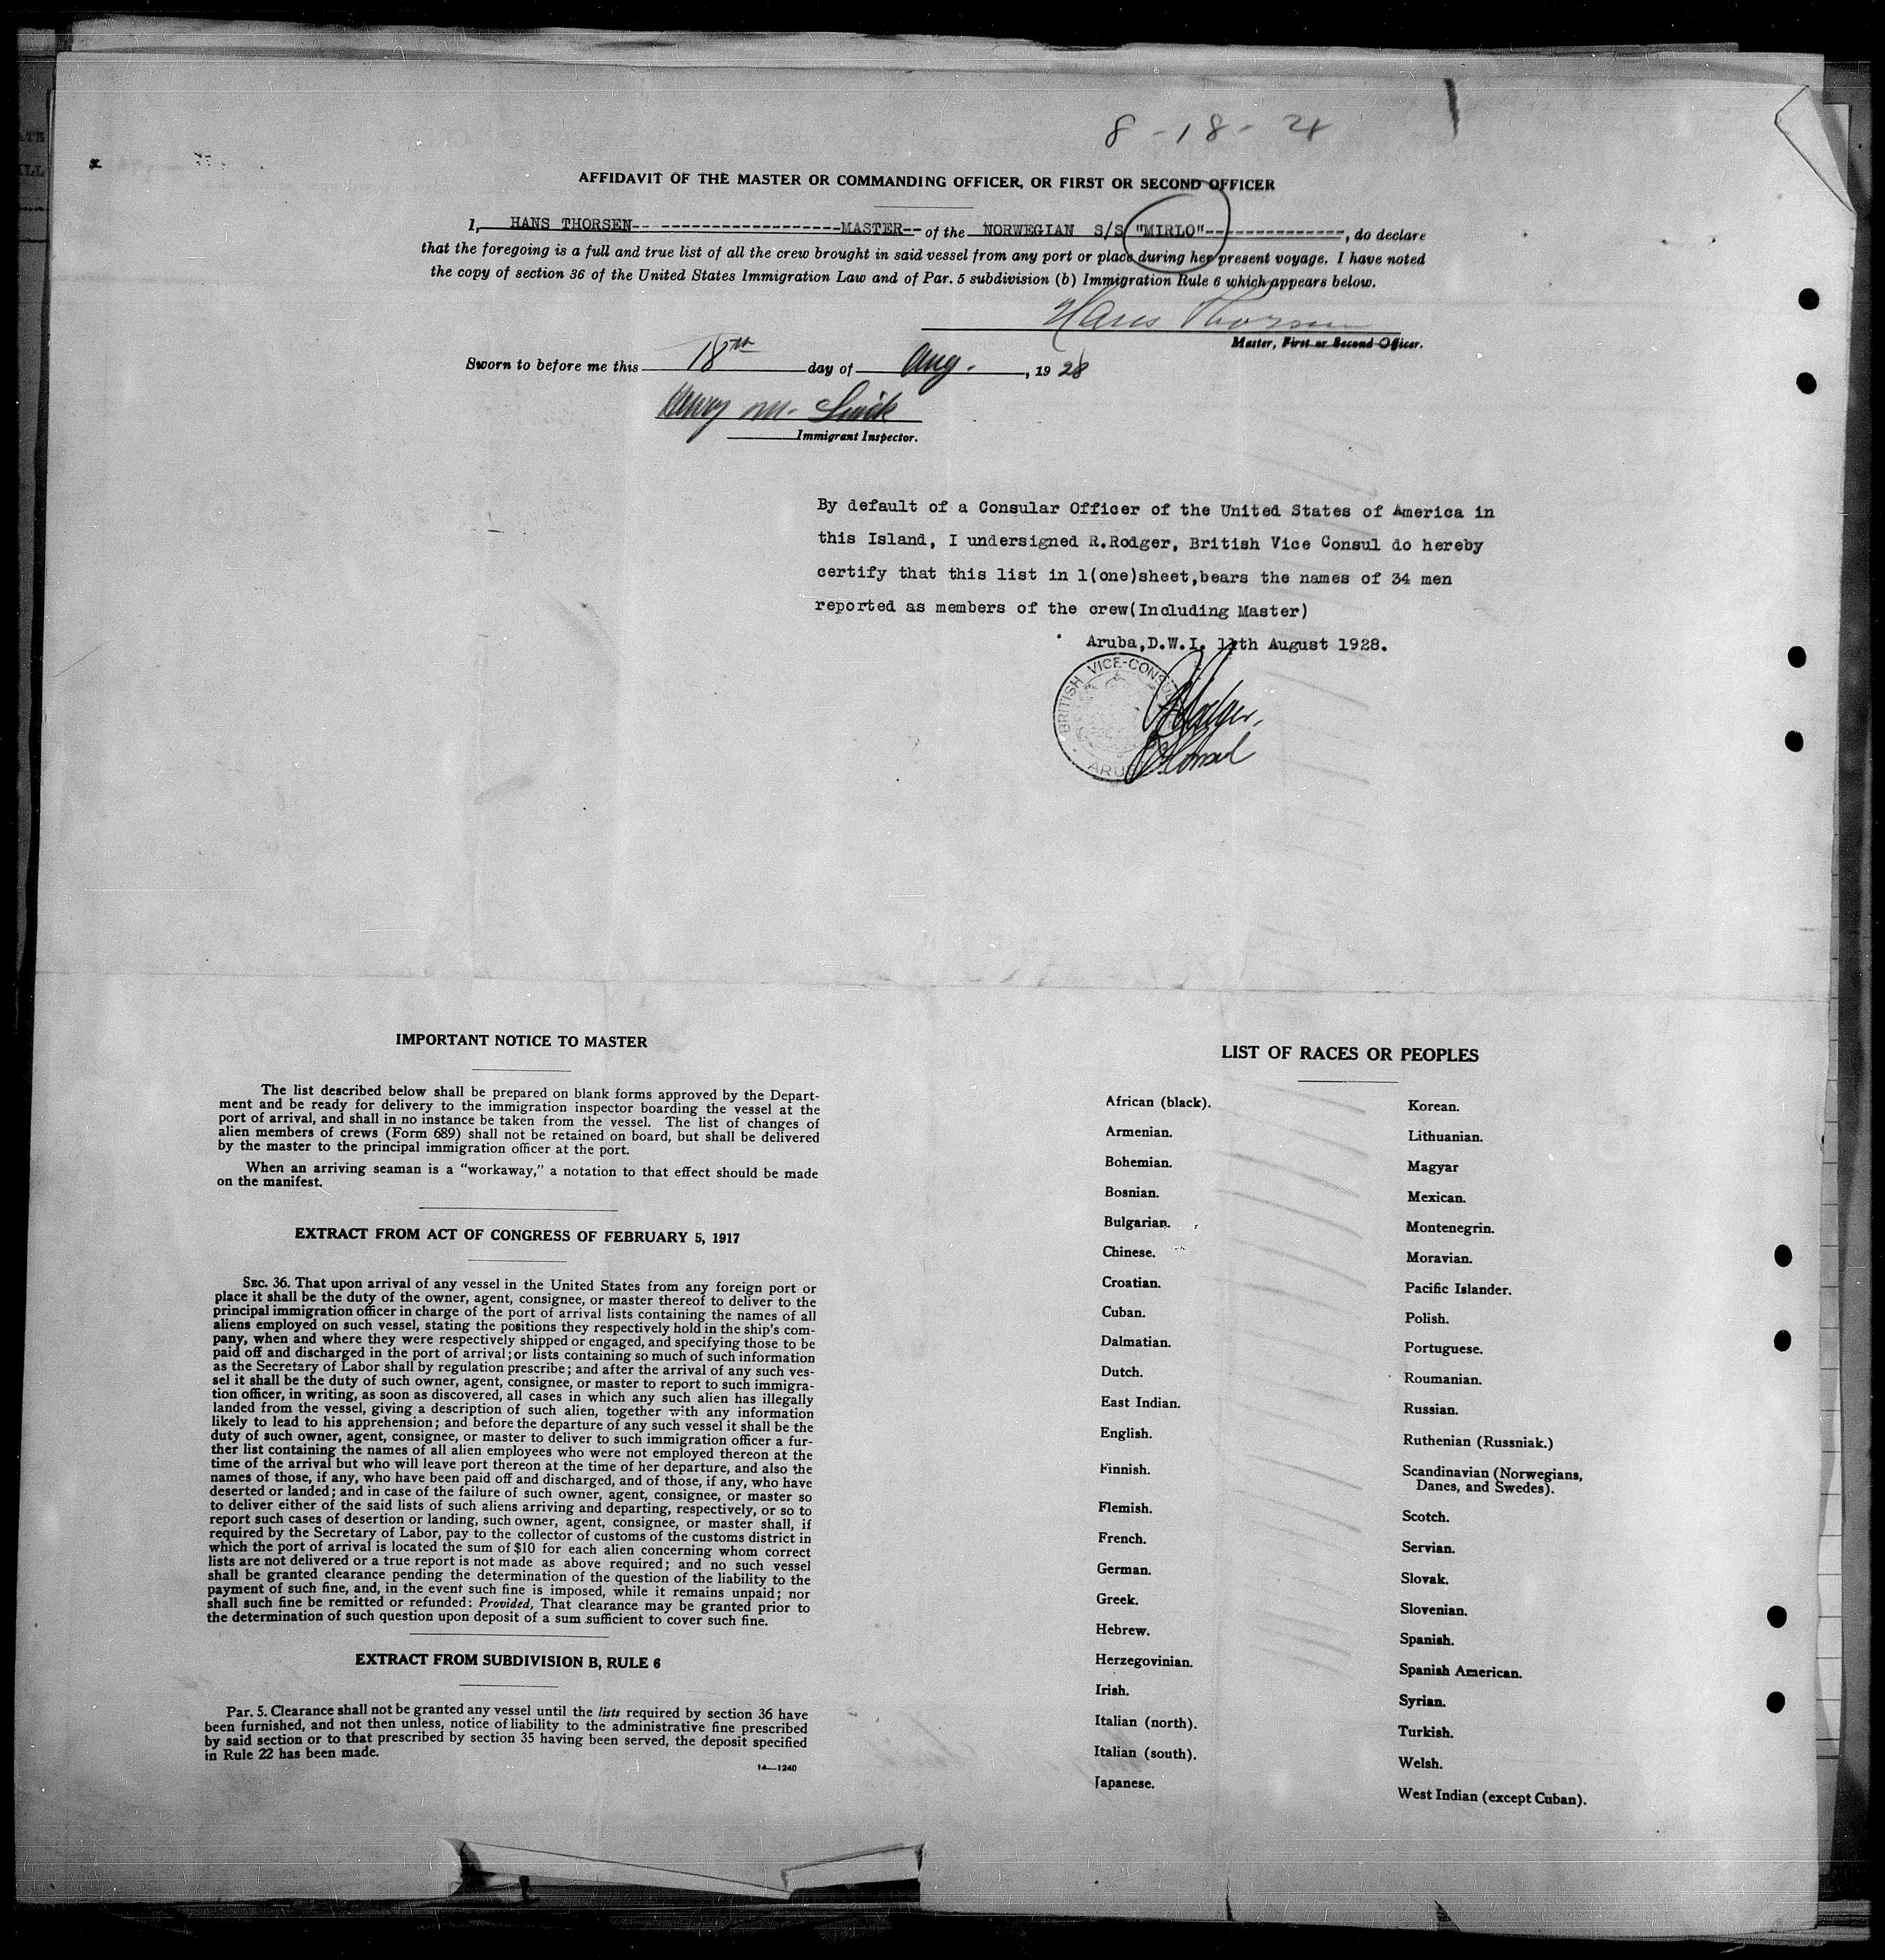 8-18-2
AFFIDAVIT OF THE MASTER OR COMMANDING OFFICER, OR FIRST OR SECOND OFFICER
I, HANS THORSEN---------------------MASTER-- of the NORWEGIAN S/S "MIRLO"--------------, do declare
that the foregoing is a full and true list of all the crew brought in said vessel from any port or place during her present voyage. I have noted
the copy of section 36 of the United States Immigration Law and of Par. 5 subdivision (b) Immigration Rule 6 which appears below.
Hans Thorsen
Master, First or Second Officer.
Sworn to before me this 18th day of Aug. , 1928
Henry M.
Immigrant Inspector.
By default of a Consular Officer of the United States of America in
this Island, I undersigned R.Rodger, British Vice Consul do hereby
certify that this list in 1(one)sheet,bears the names of 34 men
reported as members of the crew(Including Master)
Aruba,D.W.I. 11th August 1928.
BRITISH VICE-CONSUL
ARUBA
Rodger.
IMPORTANT NOTICE TO MASTER
The list described below shall be prepared on blank forms approved by the Depart-
ment and be ready for delivery to the immigration inspector boarding the vessel at the
port of arrival, and shall in no instance be taken from the vessel. The list of changes of
alien members of crews (Form 689) shall not be retained on board, but shall be delivered
by the master to the principal immigration officer at the port.
When an arriving seaman is a "workaway," a notation to that effect should be made
on the manifest.
EXTRACT FROM ACT OF CONGRESS OF FEBRUARY 5, 1917
SEC. 36. That upon arrival of any vessel in the United States from any foreign port or
place it shall be the duty of the owner, agent, consignee, or master thereof to deliver to the
principal immigration officer in charge of the port of arrival lists containing the names of all
aliens employed on such vessel, stating the positions they respectively hold in the ship's com-
pany, when and where they were respectively shipped or engaged, and specifying those to be
paid off and discharged in the port of arrival; or lists containing so much of such information
as the Secretary of Labor shall by regulation prescribe; and after the arrival of any such ves-
sel it shall be the duty of such owner, agent, consignee, or master to report to such immigra-
tion officer, in writing, as soon as discovered, all cases in which any such alien has illegally
landed from the vessel, giving a description of such alien, together with any information
likely to lead to his apprehension; and before the departure of any such vessel it shall be the
duty of such owner, agent, consignee, or master to deliver to such immigration officer a fur-
ther list containing the names of all alien employees who were not employed thereon at the
time of the arrival but who will leave port thereon at the time of her departure, and also the
names of those, if any, who have been paid off and discharged, and of those, if any, who have
deserted or landed; and in case of the failure of such owner, agent, consignee, or master so
to deliver either of the said lists of such aliens arriving and departing, respectively, or so to
report such cases of desertion or landing, such owner, agent, consignee, or master shall, if
required by the Secretary of Labor, pay to the collector of customs of the customs district in
which the port of arrival is located the sum of $10 for each alien concerning whom correct
lists are not delivered or a true report is not made as above required; and no such vessel
shall be granted clearance pending the determination of the question of the liability to the
payment of such fine, and, in the event such fine is imposed, while it remains unpaid; nor
shall such fine be remitted or refunded: Provided, That clearance may be granted prior to
the determination of such question upon deposit of a sum sufficient to cover such fine.
EXTRACT FROM SUBDIVISION B, RULE 6
Par. 5. Clearance shall not be granted any vessel until the lists required by section 36 have
been furnished, and not then unless, notice of liability to the administrative fine prescribed
by said section or to that prescribed by section 35 having been served, the deposit specified
in Rule 22 has been made.
14—1240
LIST OF RACES OR PEOPLES
African (black).
Armenian.
Bohemian.
Bosnian.
Bulgarian.
Chinese.
Croatian.
Cuban.
Dalmatian.
Dutch.
East Indian.
English.
Finnish.
Flemish.
French.
German.
Greek.
Hebrew.
Herzegovinian.
Irish.
Italian (north).
Italian (south).
Japanese.
Korean.
Lithuanian.
Magyar
Mexican.
Montenegrin.
Moravian.
Pacific Islander.
Polish.
Portuguese.
Roumanian.
Russian.
Ruthenian (Russniak.)
Scandinavian (Norwegians,
Danes, and Swedes).
Scotch.
Servian.
Slovak.
Slovenian.
Spanish.
Spanish American.
Syrian.
Turkish.
Welsh.
West Indian (except Cuban).